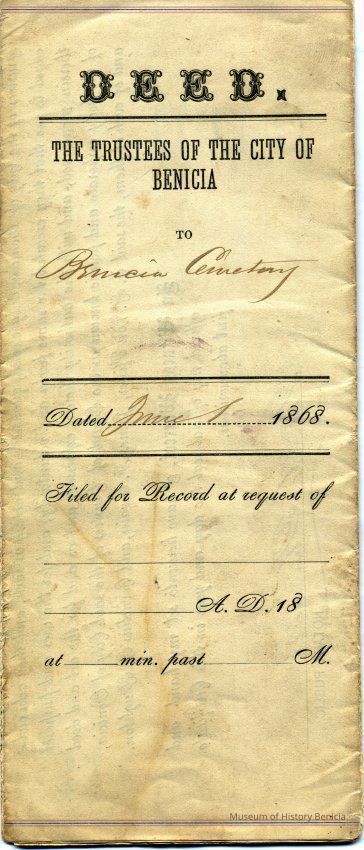 DEED.
THE TRUSTEES OF THE CITY OF
BENICIA
TO
Benicia Cemetery
Dated June 1 1868.
Filed for Record at request of
A. D. 18
at min. past M.
Museum of History Benicia